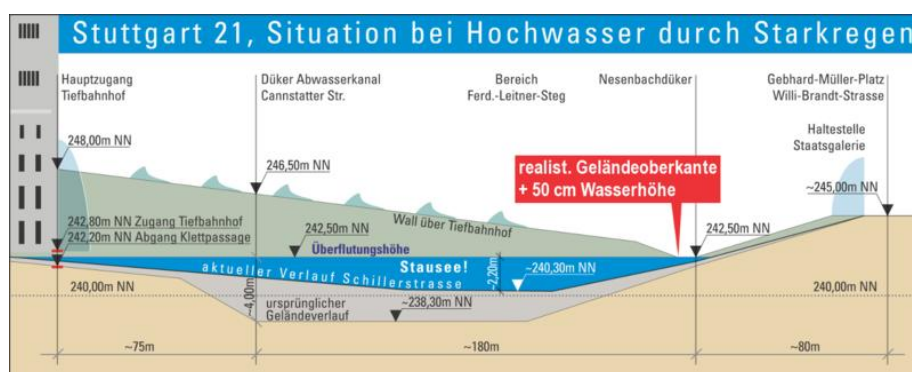 Stuttgart 21, Situation bei Hochwasser durch Starkregen
Hauptzugang
Tiefbahnhof
Düker Abwasserkanal
Cannstatter Str.
Bereich
Ferd.-Leitner-Steg
Nesenbachdüker
Gebhard-Müller-Platz
Willi-Brandt-Strasse
Haltestelle
Staatsgalerie
248,00m NN
246,50m NN
realist. Geländeoberkante
+ 50 cm Wasserhöhe
~245,00m NN
242,80m NN Zugang Tiefbahnhof
242,20m NN Abgang Klettpassage
242,50m NN
Wall über Tiefbahnhof
242,50m NN
Überflutungshöhe
Stausee!
aktueller Verlauf Schillerstrasse
~2,20m
~240,30m NN
240,00m NN
~4,00m
ursprünglicher
Geländeverlauf
~238,30m NN
240,00m NN
~75m
~180m
~80m